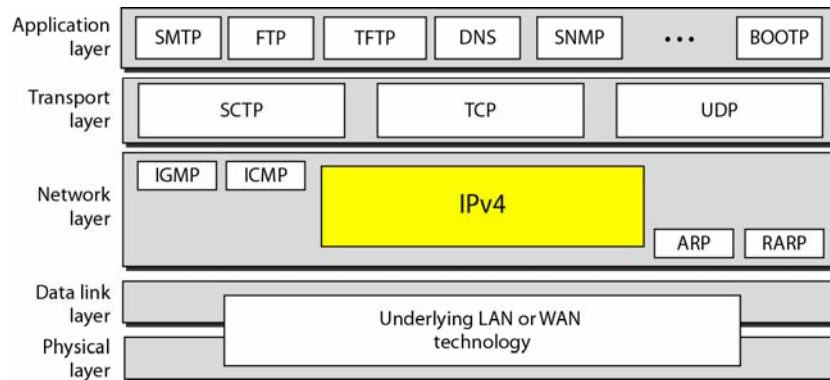 Application
layer
SMTP FTP TFTP DNS SNMP ... BOOTP
Transport
layer
SCTP TCP UDP
Network
layer
IGMP ICMP
IPv4
ARP RARP
Data link
layer
Underlying LAN or WAN
technology
Physical
layer